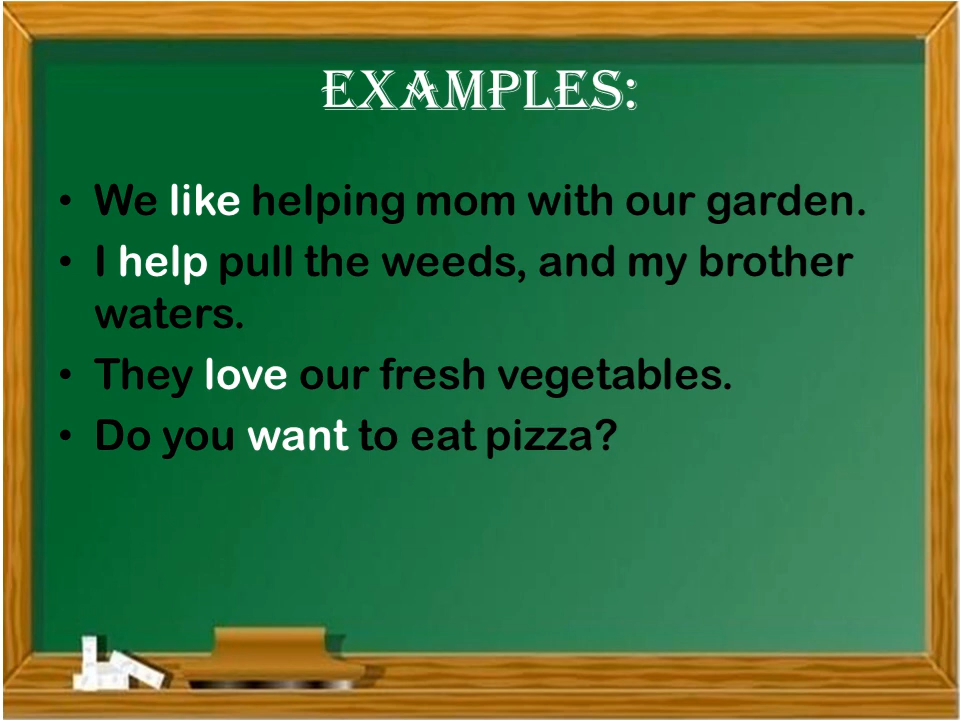 EXAMPLES:
• We like helping mom with our garden.
• I help pull the weeds, and my brother
waters.
• They love our fresh vegetables.
• Do you want to eat pizza?